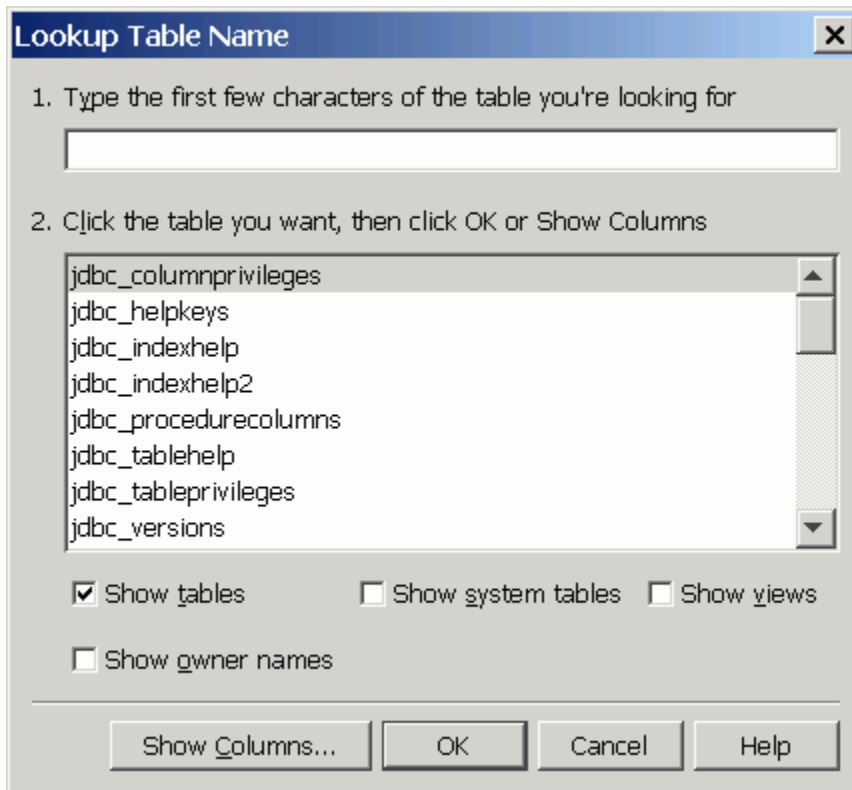 Lookup Table Name
1. Type the first few characters of the table you're looking for
2. Click the table you want, then click OK or Show Columns
jdbc_columnprivileges
jdbc_helpkeys
jdbc_indexhelp
jdbc_indexhelp2
jdbc_procedurecolumns
jdbc_tablehelp
jdbc_tableprivileges
jdbc_versions
Show tables Show system tables Show views
Show owner names
Show Columns... OK Cancel Help